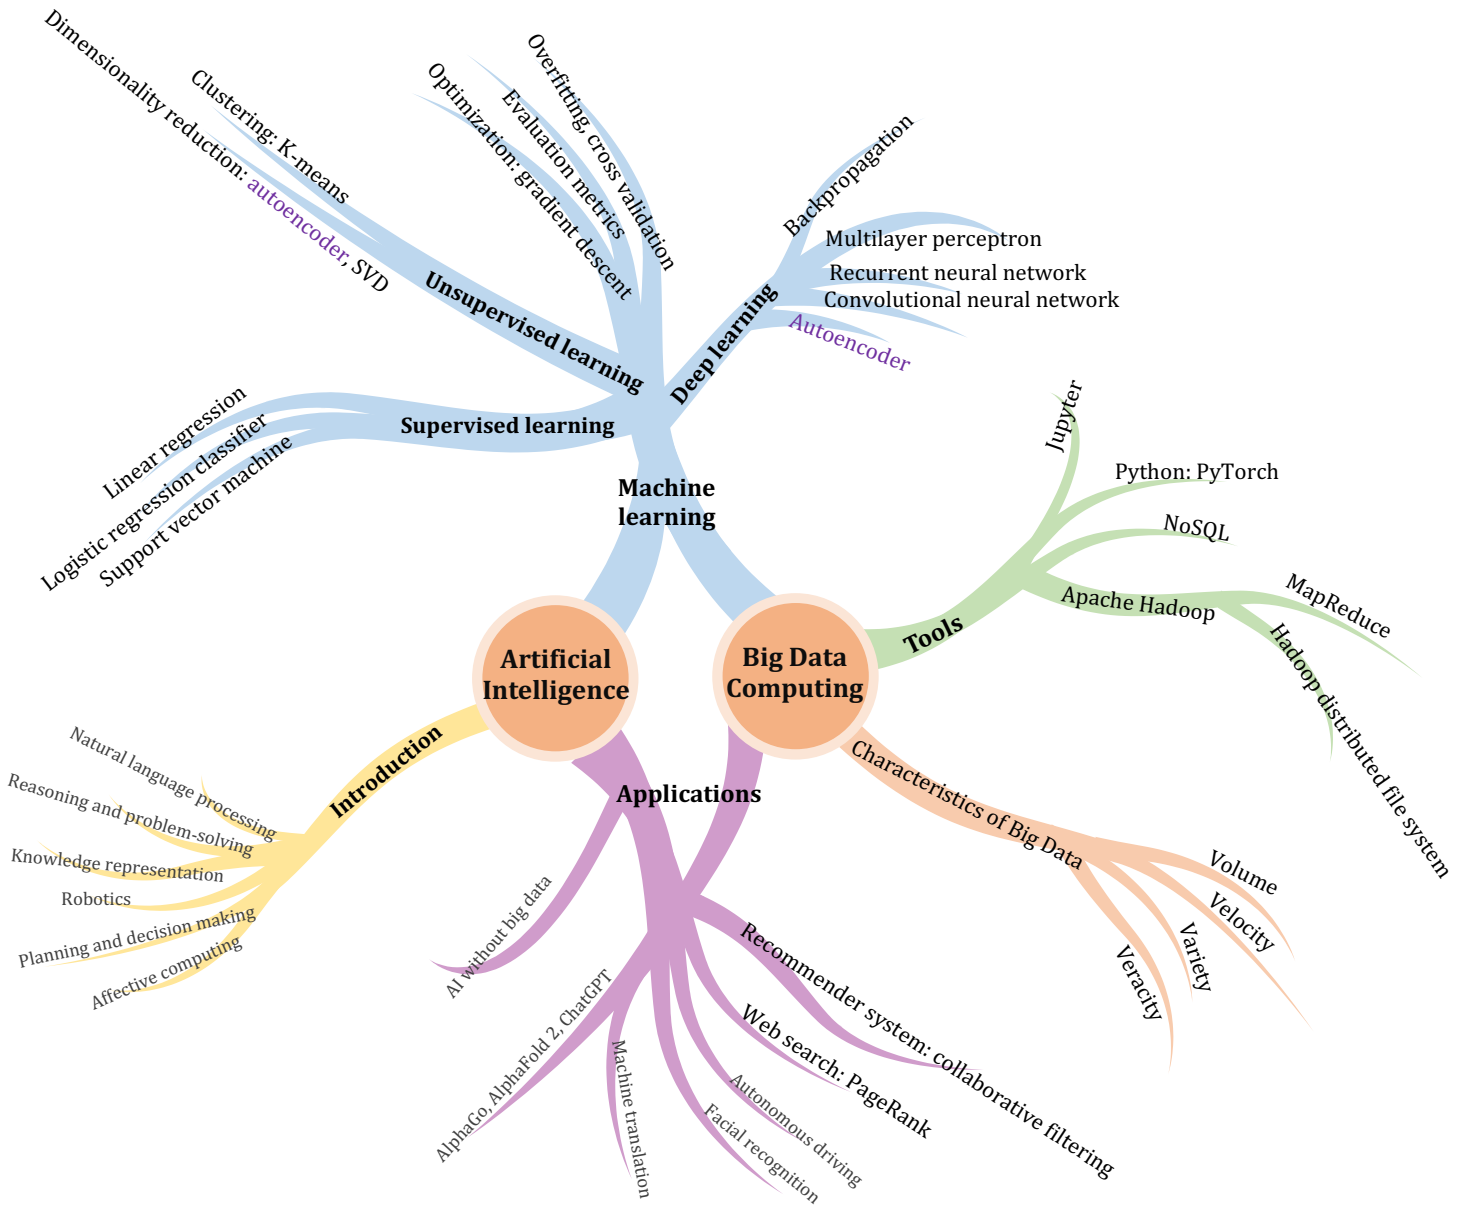 Dimensionality reduction: autoencoder, SVD
Clustering: K-means
Optimization: gradient descent
Evaluation metrics
Overfitting, cross validation
Backpropagation
Multilayer perceptron
Recurrent neural network
Convolutional neural network
Autoencoder
Unsupervised learning
Deep learning
Supervised learning
Linear regression
Logistic regression classifier
Support vector machine
Machine
learning
Jupyter
Python: PyTorch
NoSQL
Apache Hadoop
MapReduce
Hadoop distributed file system
Tools
Artificial
Intelligence
Big Data
Computing
Introduction
Natural language processing
Reasoning and problem-solving
Knowledge representation
Robotics
Planning and decision making
Affective computing
Applications
AI without big data
AlphaGo, AlphaFold 2, ChatGPT
Machine translation
Facial recognition
Autonomous driving
Web search: PageRank
Recommender system: collaborative filtering
Characteristics of Big Data
Volume
Velocity
Variety
Veracity